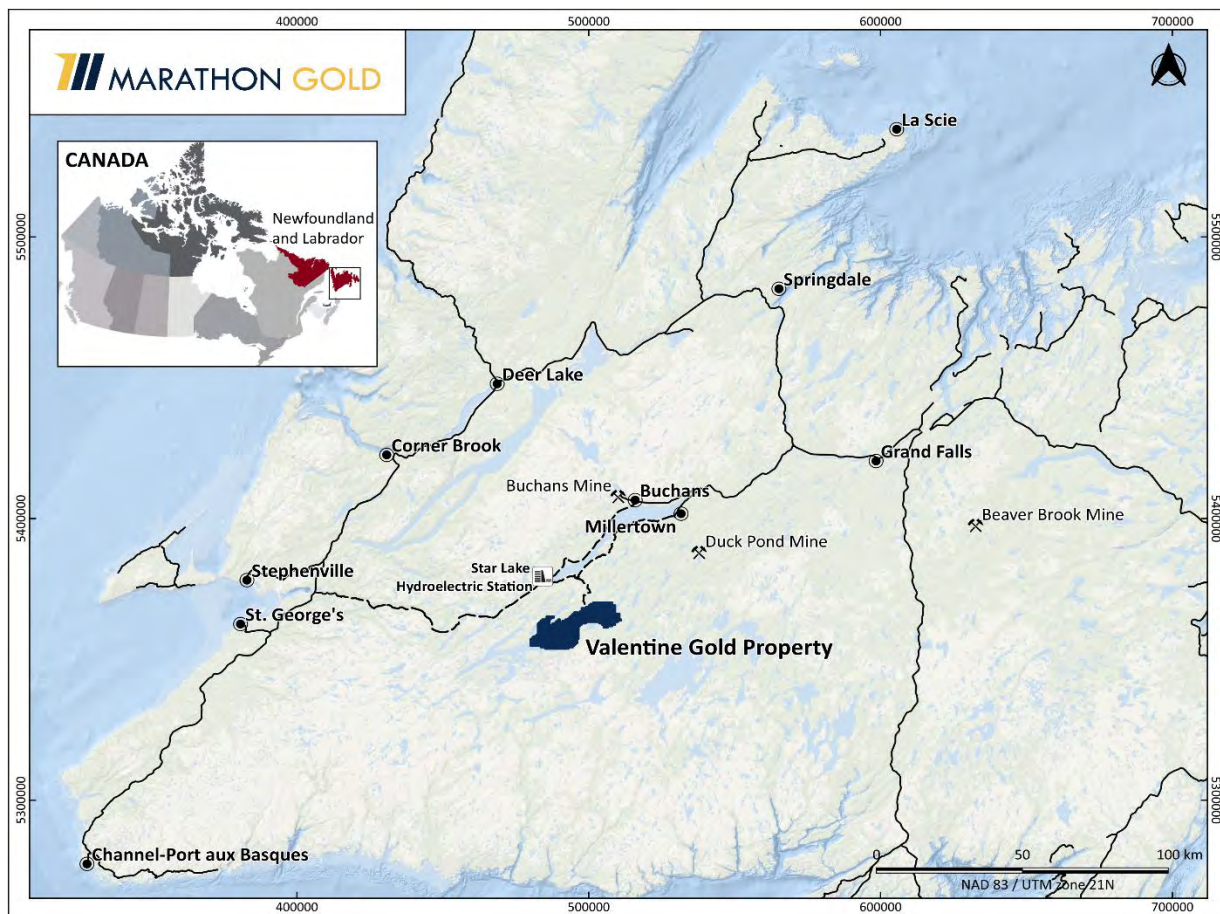 400000
500000
600000
700000
MARATHON GOLD
CANADA
Newfoundland
and Labrador
La Scie
5500000
5500000
Springdale
Deer Lake
Corner Brook
Grand Falls
Buchans Mine
Buchans
Millertown
Beaver Brook Mine
5400000
5400000
Duck Pond Mine
Star Lake
Hydroelectric Station
Stephenville
St. George's
Valentine Gold Property
5300000
5300000
Channel-Port aux Basques
0
50
100 km
NAD 83 / UTM zone 21N
400000
500000
600000
700000